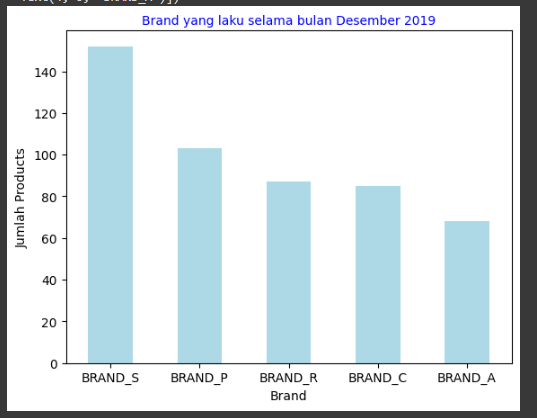 Brand yang laku selama bulan Desember 2019
140
120
100
80
60
40
20
0
Jumlah Products
BRAND_S BRAND_P BRAND_R BRAND_C BRAND_A
Brand